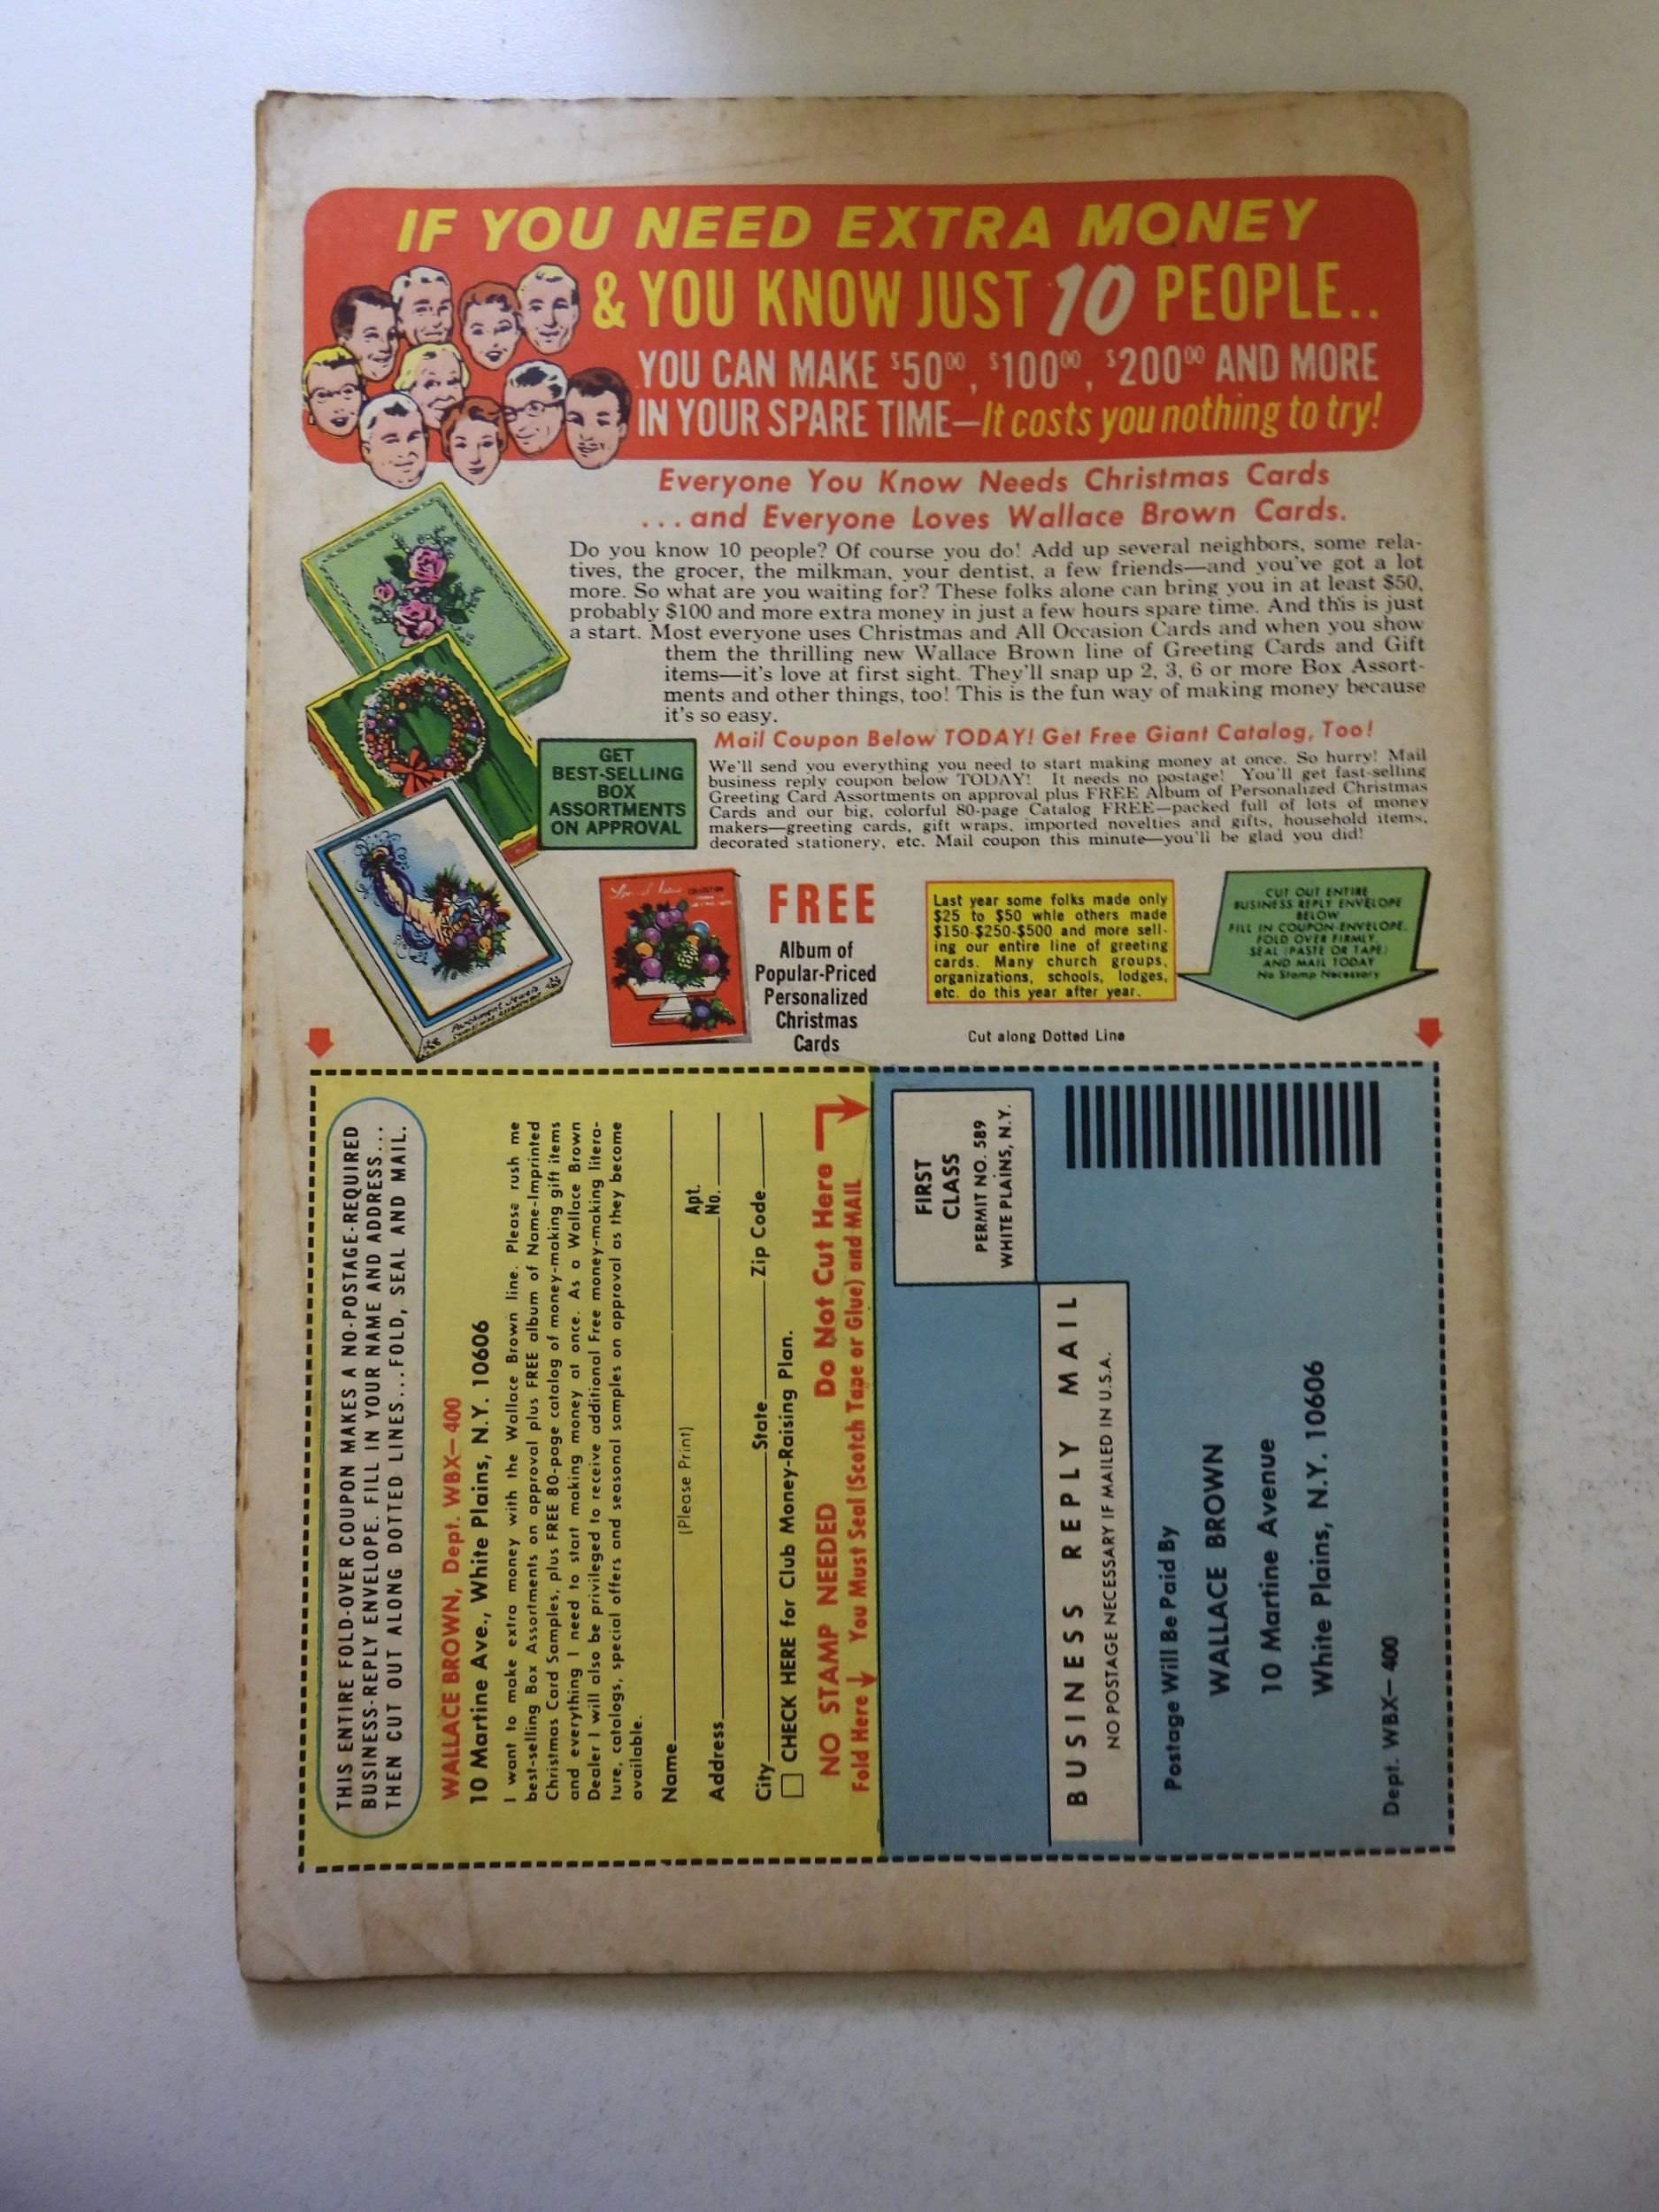 IF YOU NEED EXTRA MONEY
& YOU KNOW JUST 10 PEOPLE..
YOU CAN MAKE $50⁰⁰, $100⁰⁰, $200⁰⁰ AND MORE
IN YOUR SPARE TIME—It costs you nothing to try!
Everyone You Know Needs Christmas Cards
...and Everyone Loves Wallace Brown Cards.
Do you know 10 people? Of course you do! Add up several neighbors, some rela-
tives, the grocer, the milkman, your dentist, a few friends—and you've got a lot
more. So what are you waiting for? These folks alone can bring you in at least $50,
probably $100 and more extra money in just a few hours spare time. And this is just
a start. Most everyone uses Christmas and All Occasion Cards and when you show
them the thrilling new Wallace Brown line of Greeting Cards and Gift
items—it's love at first sight. They'll snap up 2, 3, 6 or more Box Assort-
ments and other things, too! This is the fun way of making money because
it's so easy.
GET
BEST-SELLING
BOX
ASSORTMENTS
ON APPROVAL
Mail Coupon Below TODAY! Get Free Giant Catalog, Too!
We'll send you everything you need to start making money at once. So hurry! Mail
business reply coupon below TODAY! It needs no postage! You'll get fast-selling
Greeting Card Assortments on approval plus FREE Album of Personalized Christmas
Cards and our big, colorful 80-page Catalog FREE—packed full of lots of money
makers—greeting cards, gift wraps, imported novelties and gifts, household items,
decorated stationery, etc. Mail coupon this minute—you'll be glad you did!
Parchment Jewels
COLLECTION
FREE
Album of
Popular-Priced
Personalized
Christmas
Cards
Last year some folks made only
$25 to $50 whle others made
$150-$250-$500 and more sell-
ing our entire line of greeting
cards. Many church groups,
organizations, schools, lodges,
etc. do this year after year.
CUT OUT ENTIRE
BUSINESS REPLY ENVELOPE
BELOW
FILL IN COUPON-ENVELOPE,
FOLD OVER FIRMLY
SEAL (PASTE OR TAPE)
AND MAIL TODAY
No Stamp Necessary
Cut along Dotted Line
THIS ENTIRE FOLD-OVER COUPON MAKES A NO-POSTAGE-REQUIRED
BUSINESS-REPLY ENVELOPE. FILL IN YOUR NAME AND ADDRESS...
THEN CUT OUT ALONG DOTTED LINES...FOLD, SEAL AND MAIL.
WALLACE BROWN, Dept. WBX—400
10 Martine Ave., White Plains, N.Y. 10606
I want to make extra money with the Wallace Brown line. Please rush me
best-selling Box Assortments on approval plus FREE album of Name-Imprinted
Christmas Card Samples, plus FREE 80-page catalog of money-making gift items
and everything I need to start making money at once. As a Wallace Brown
Dealer I will also be privileged to receive additional Free money-making litera-
ture, catalogs, special offers and seasonal samples on approval as they become
available.
Name
(Please Print)
Address Apt. No.
City State Zip Code
CHECK HERE for Club Money-Raising Plan.
NO STAMP NEEDED Do Not Cut Here
Fold Here You Must Seal (Scotch Tape or Glue) and MAIL
FIRST
CLASS
PERMIT NO. 589
WHITE PLAINS, N.Y.
BUSINESS REPLY MAIL
NO POSTAGE NECESSARY IF MAILED IN U.S.A.
Postage Will Be Paid By
WALLACE BROWN
10 Martine Avenue
White Plains, N.Y. 10606
Dept. WBX—400